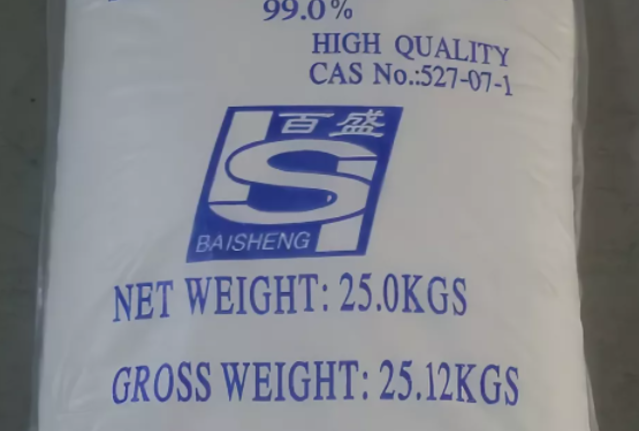 99.0%
HIGH QUALITY
CAS No.:527-07-1
百盛
BAISHENG
NET WEIGHT: 25.0KGS
GROSS WEIGHT: 25.12KGS